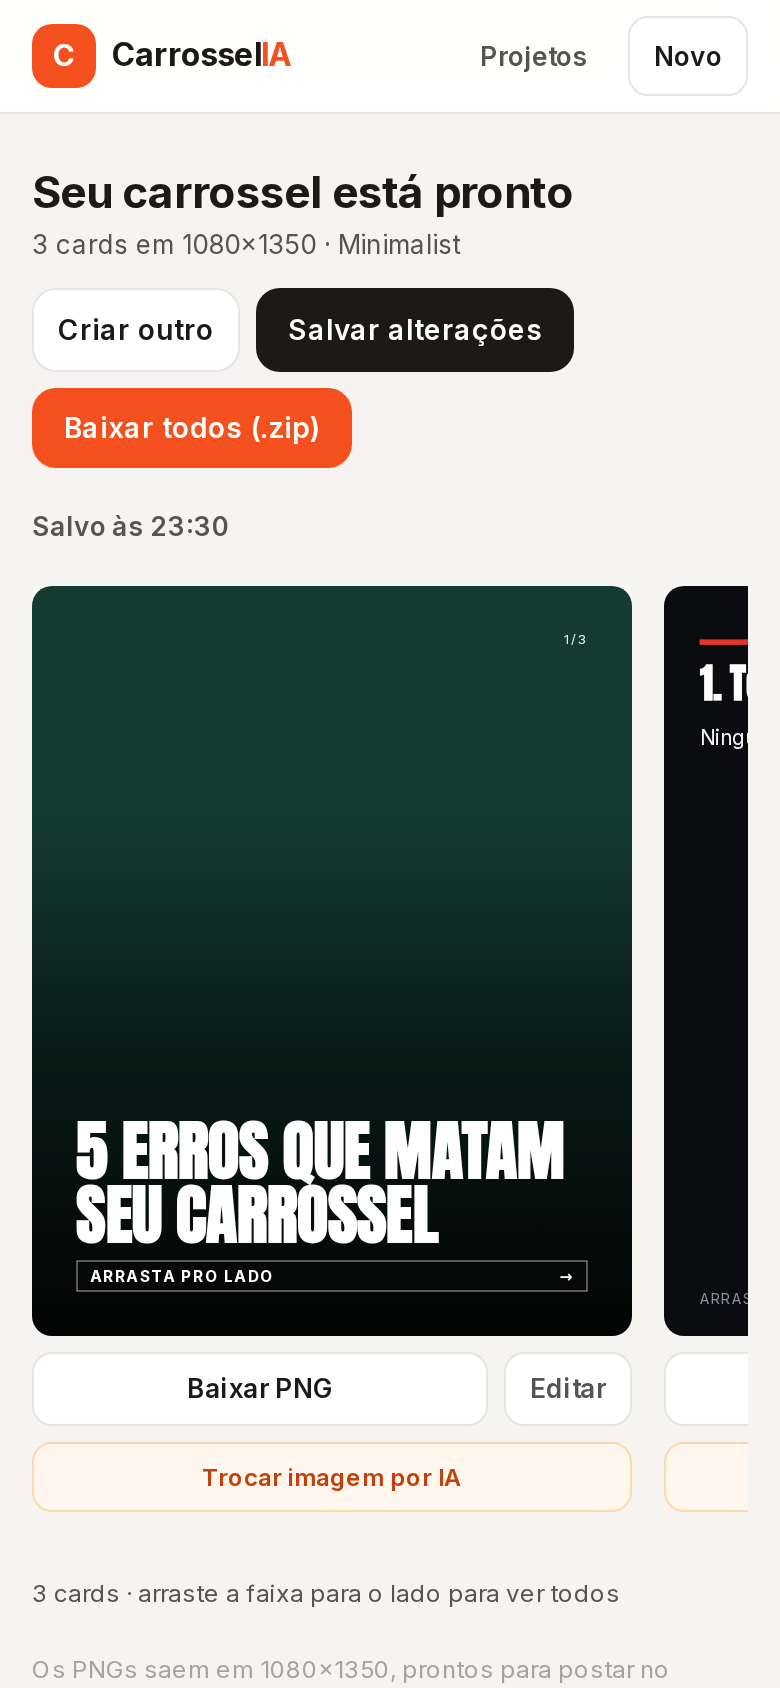 C CarrosselIA Projetos Novo
Seu carrossel está pronto
3 cards em 1080×1350 · Minimalist
Criar outro Salvar alterações
Baixar todos (.zip)
Salvo às 23:30
1/3
5 ERROS QUE MATAM
SEU CARROSSEL
ARRASTA PRO LADO →
1.
Baixar PNG Editar
Trocar imagem por IA
3 cards · arraste a faixa para o lado para ver todos
Os PNGs saem em 1080×1350, prontos para postar no